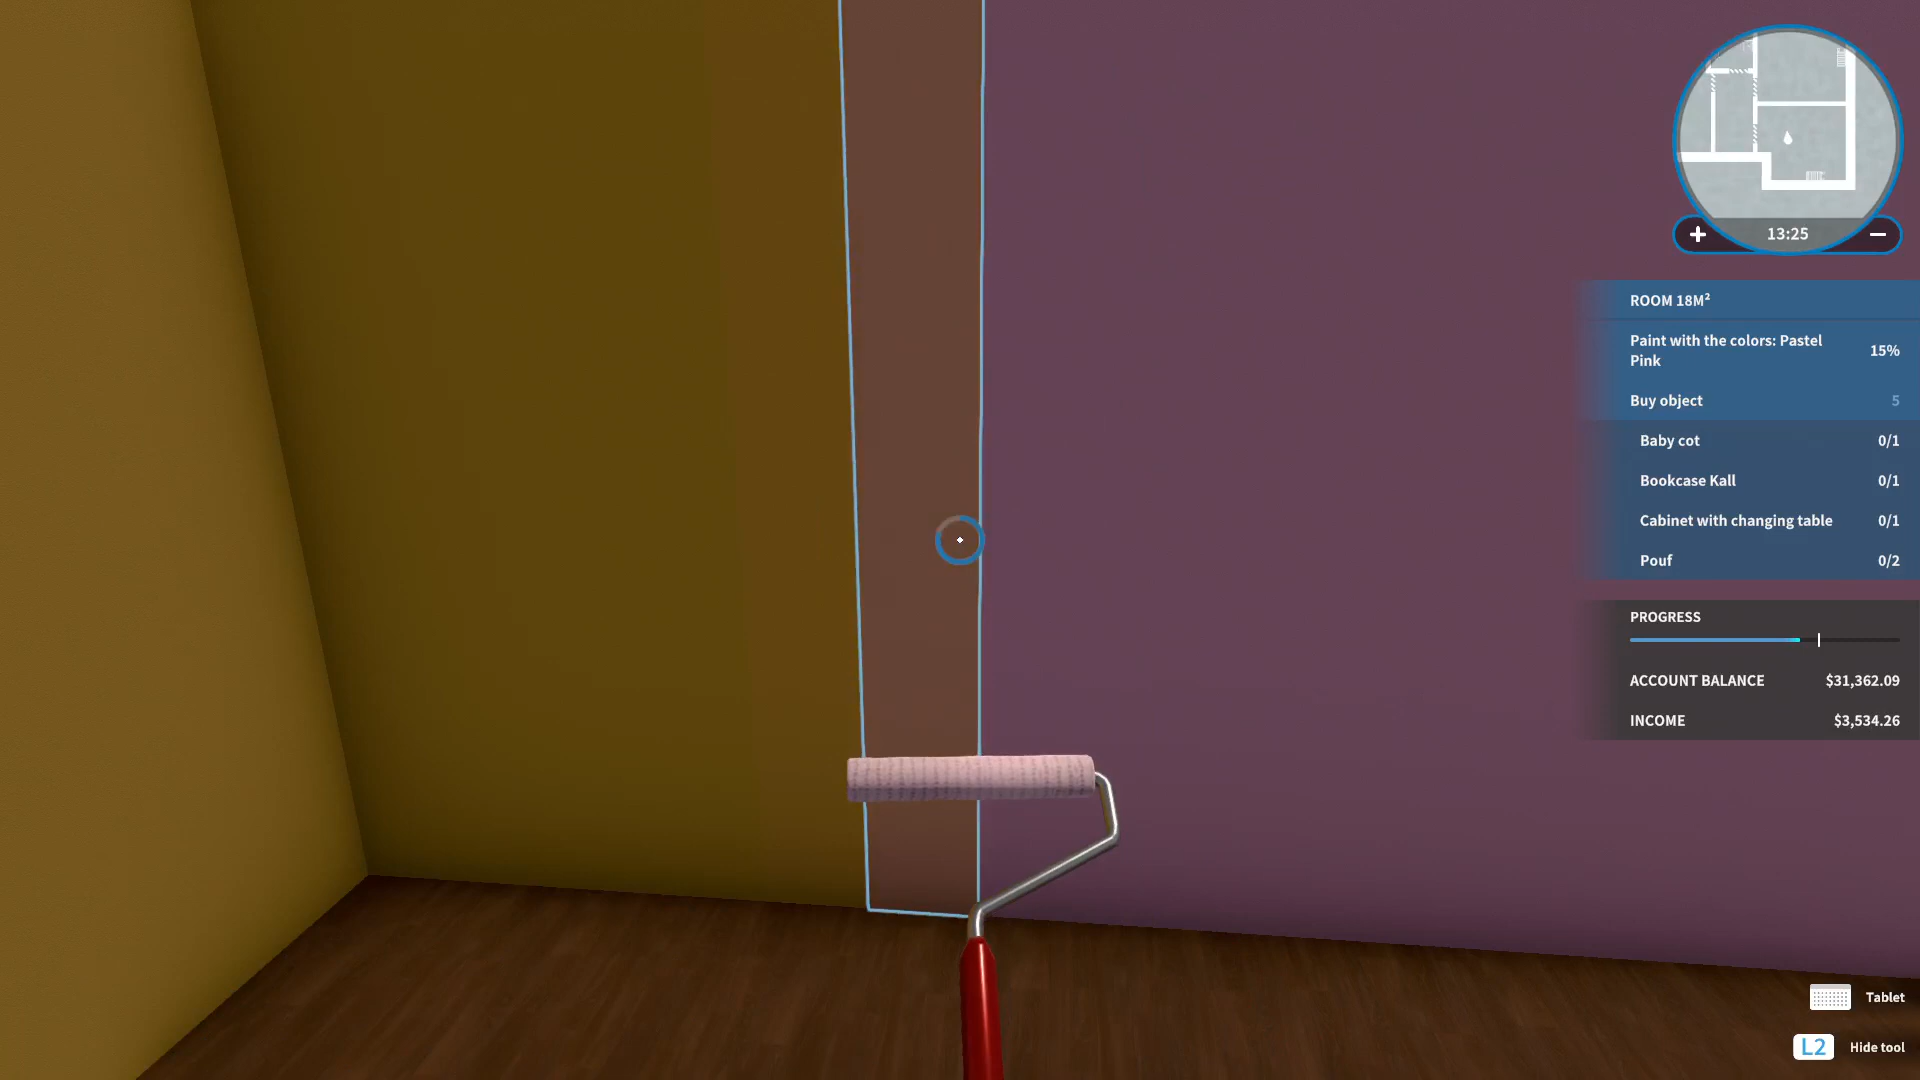 13:25
ROOM 18M²
Paint with the colors: Pastel
Pink
15%
Buy object 5
Baby cot 0/1
Bookcase Kall 0/1
Cabinet with changing table 0/1
Pouf 0/2
PROGRESS
ACCOUNT BALANCE $31,362.09
INCOME $3,534.26
Tablet
L2 Hide tool